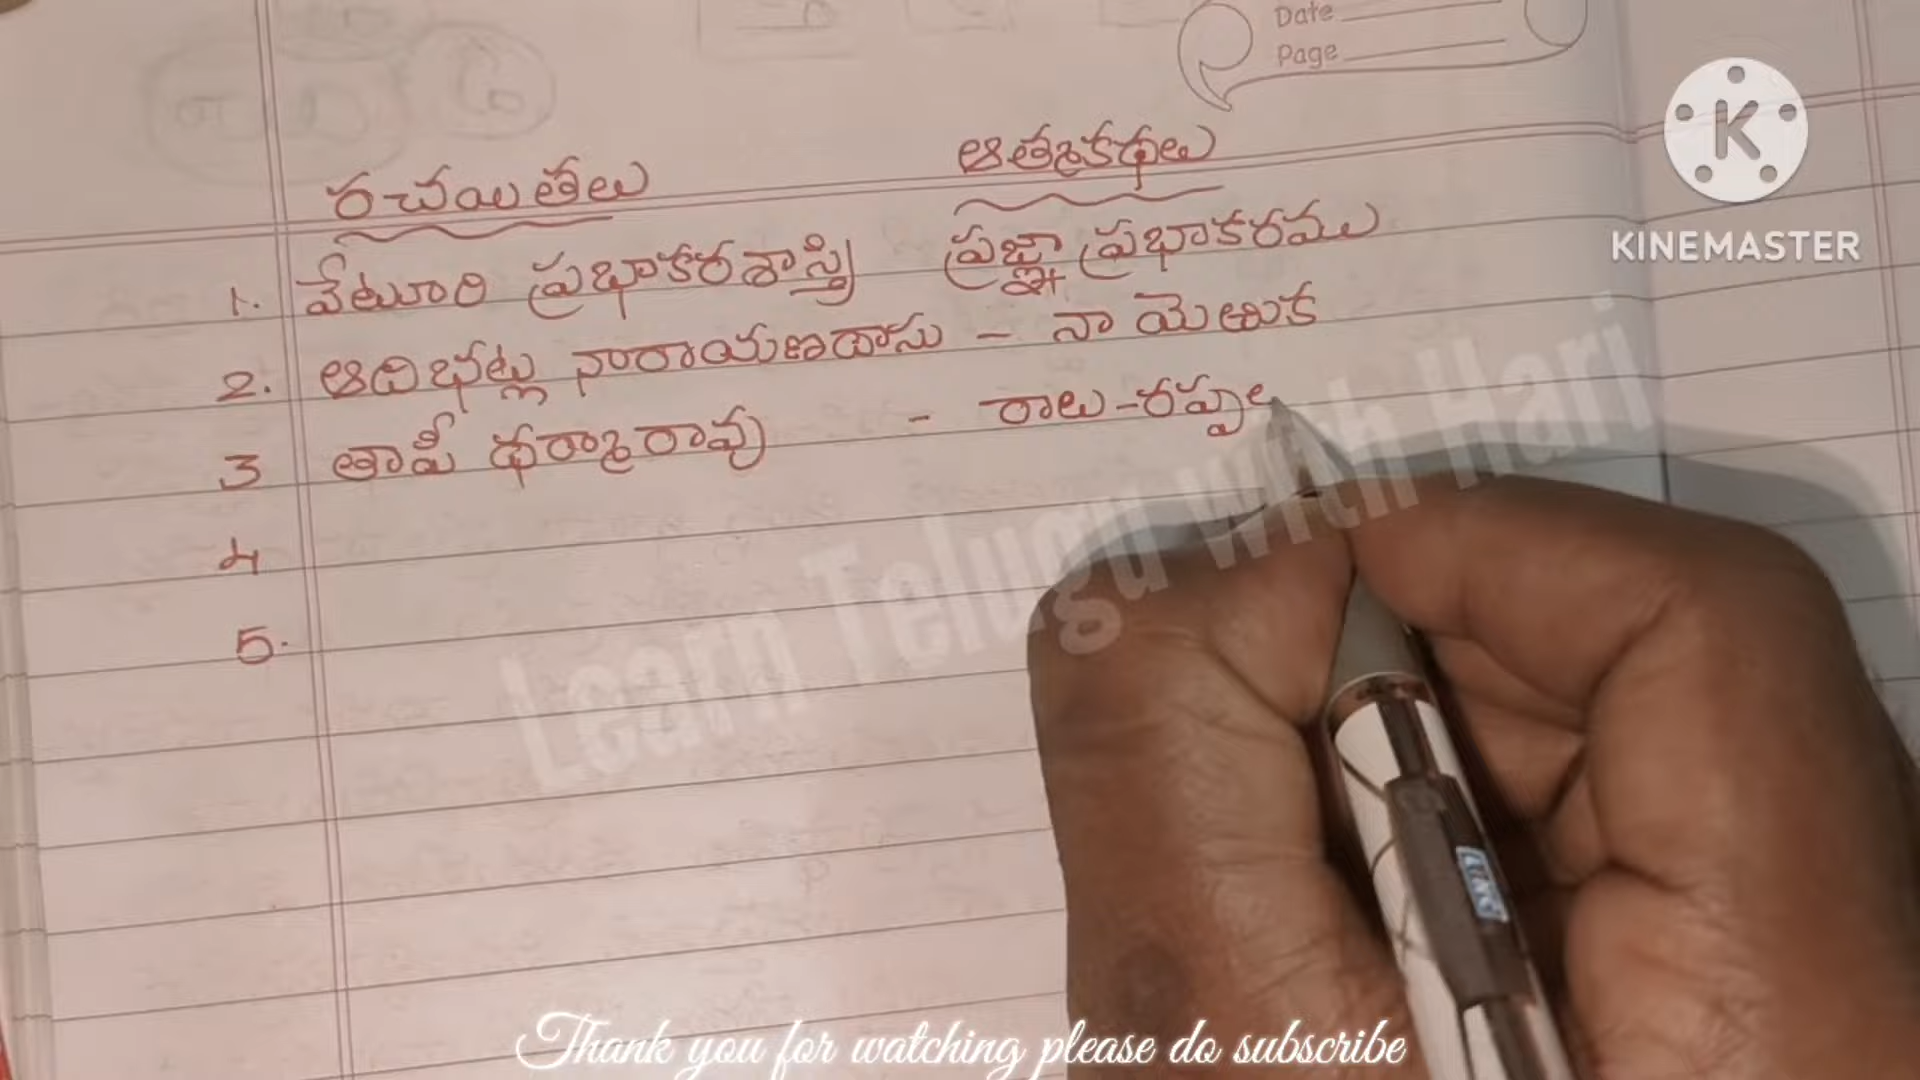 Date
Page
K
KINEMASTER
రచయితలు ఆత్మకథలు
1. వేటూరి ప్రభాకరశాస్త్రి ప్రజ్ఞా ప్రభాకరము
2. ఆదిభట్ల నారాయణదాసు - నా యెఱుక
3 తాపీ ధర్మారావు - రాలు-రప్పల
4
5.
Learn Telugu with Hari
Thank you for watching please do subscribe